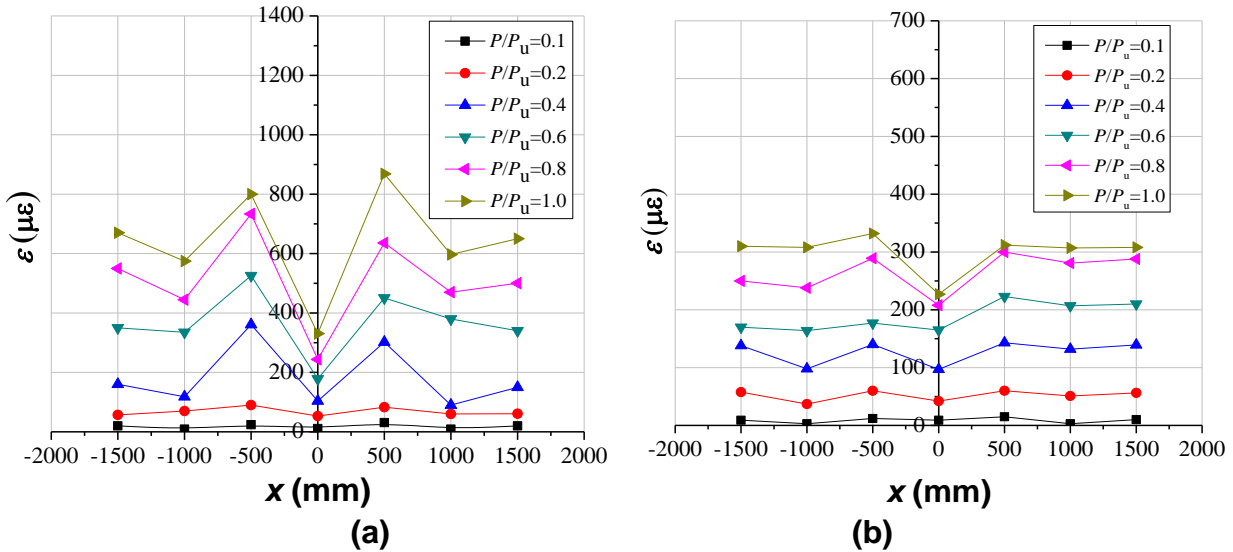 1400
1200
1000
800
600
400
200
0
ε (με)
-2000 -1500 -1000 -500 0 500 1000 1500 2000
x (mm)
P/Pu=0.1
P/Pu=0.2
P/Pu=0.4
P/Pu=0.6
P/Pu=0.8
P/Pu=1.0
(a)
700
600
500
400
300
200
100
0
ε (με)
-2000 -1500 -1000 -500 0 500 1000 1500 2000
x (mm)
P/Pu=0.1
P/Pu=0.2
P/Pu=0.4
P/Pu=0.6
P/Pu=0.8
P/Pu=1.0
(b)